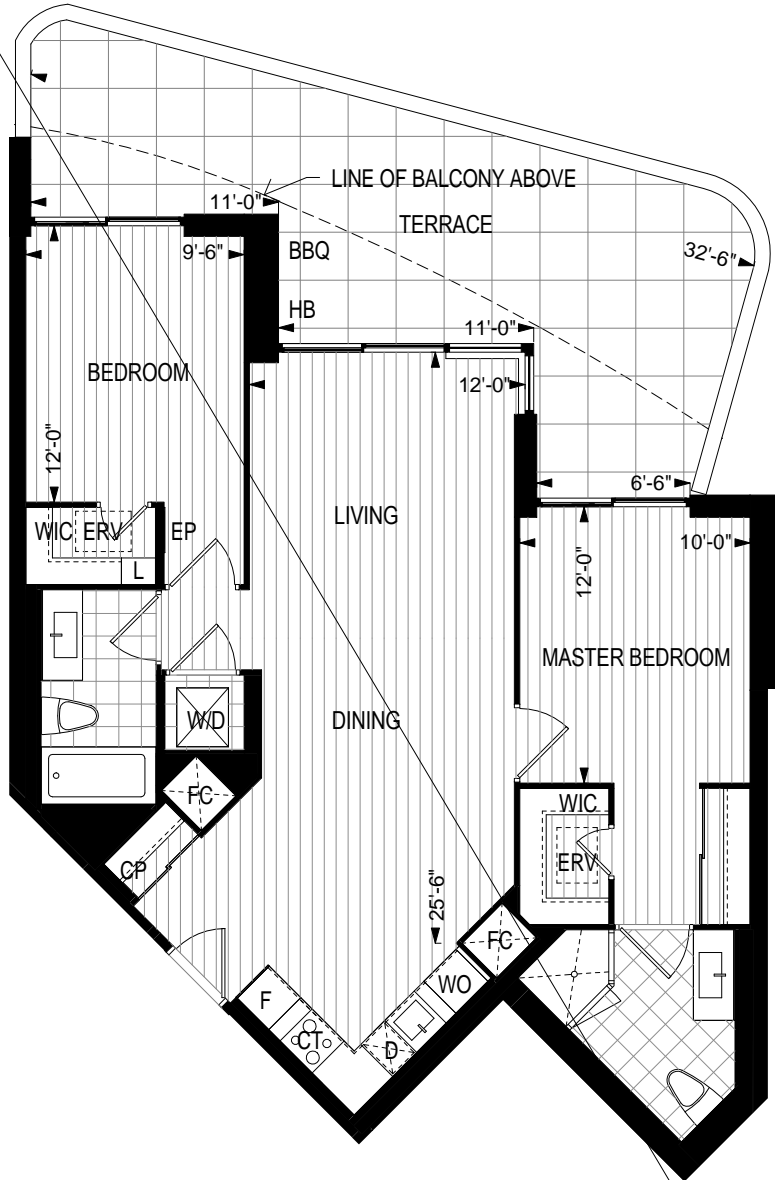 LINE OF BALCONY ABOVE
11'-0"
TERRACE
9'-6"
BBQ
32'-6"
HB
11'-0"
BEDROOM
12'-0"
12'-0"
6'-6"
LIVING
WIC
ERV
EP
10'-0"
L
12'-0"
MASTER BEDROOM
W/D
DINING
FC
WIC
CP
ERV
25'-6"
FC
WO
F
CT
D